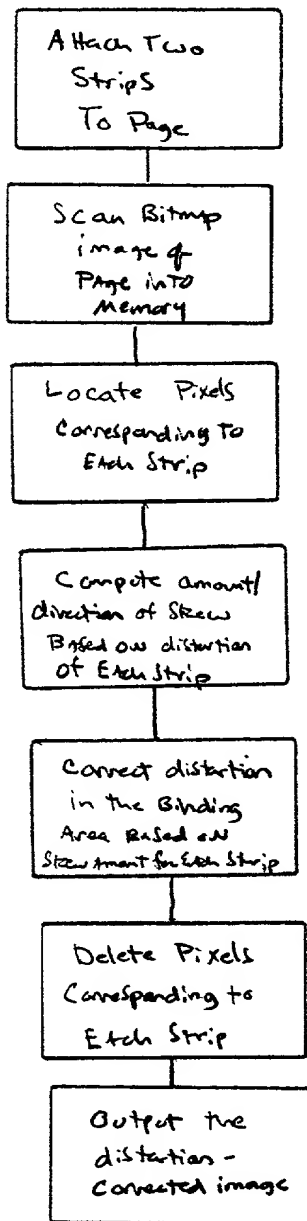 Attach Two
Strips
To Page
Scan Bitmap
image of
Page into
Memory
Locate Pixels
Corresponding To
Each Strip
Compute amount/
direction of Skew
Based on distortion
Of Each Strip
Correct distortion
in the Binding
Area Based on
Skew Amount for Each Strip
Delete Pixels
Corresponding to
Each Strip
Output the
distortion-
Corrected image